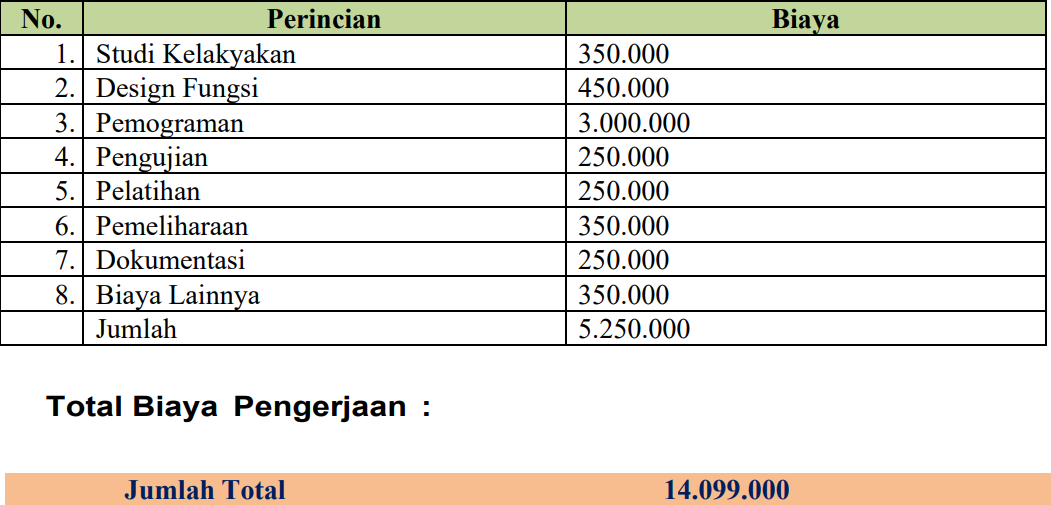 No. Perincian Biaya
1. Studi Kelakyakan 350.000
2. Design Fungsi 450.000
3. Pemograman 3.000.000
4. Pengujian 250.000
5. Pelatihan 250.000
6. Pemeliharaan 350.000
7. Dokumentasi 250.000
8. Biaya Lainnya 350.000
Jumlah 5.250.000
Total Biaya Pengerjaan :
Jumlah Total 14.099.000